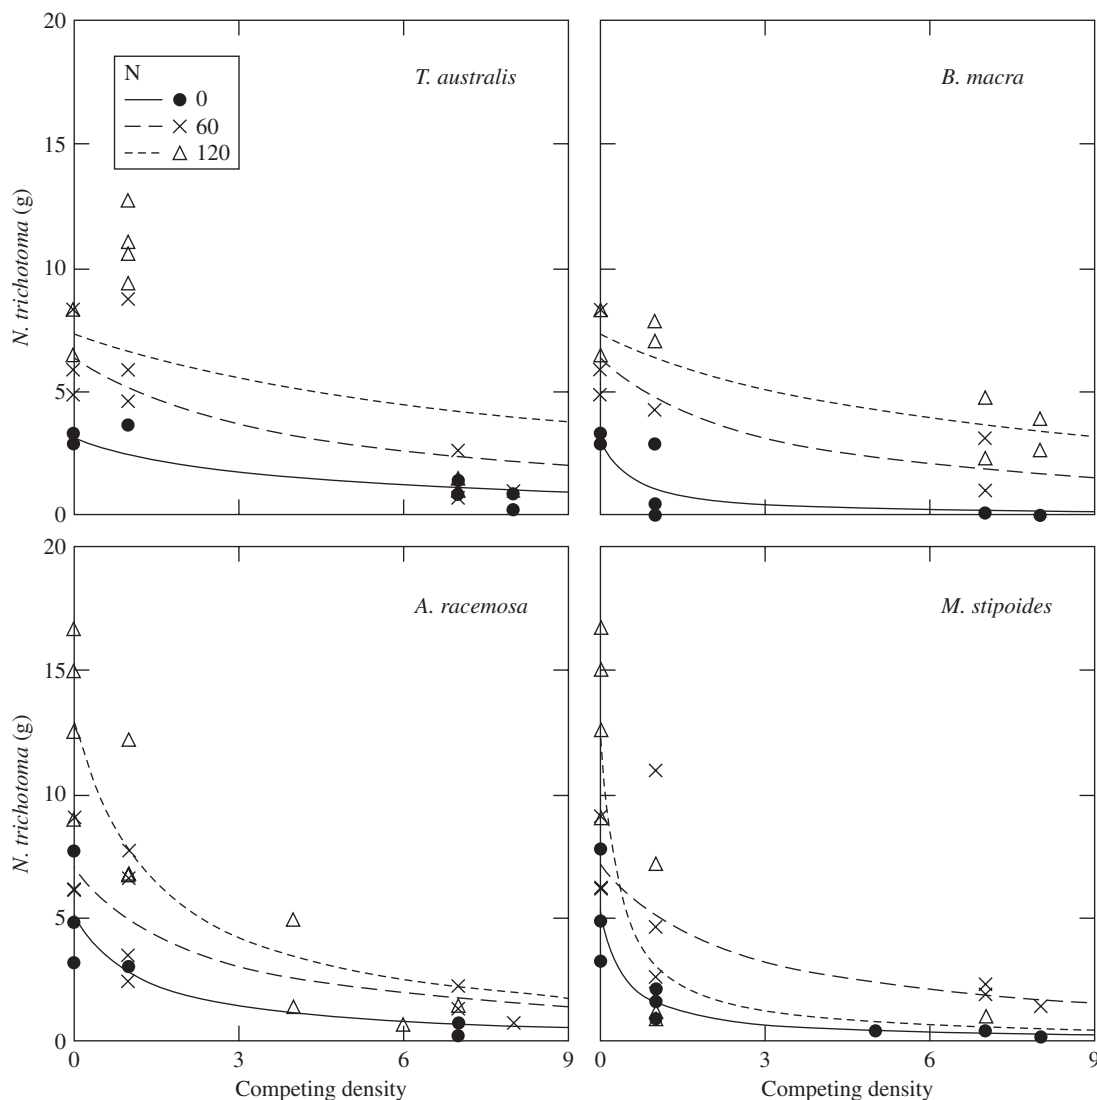 20
N
0
60
120
T. australis
B. macra
15
10
5
0
N. trichotoma (g)
20
A. racemosa
M. stipoides
15
10
5
0
N. trichotoma (g)
0 3 6 9
0 3 6 9
Competing density
Competing density